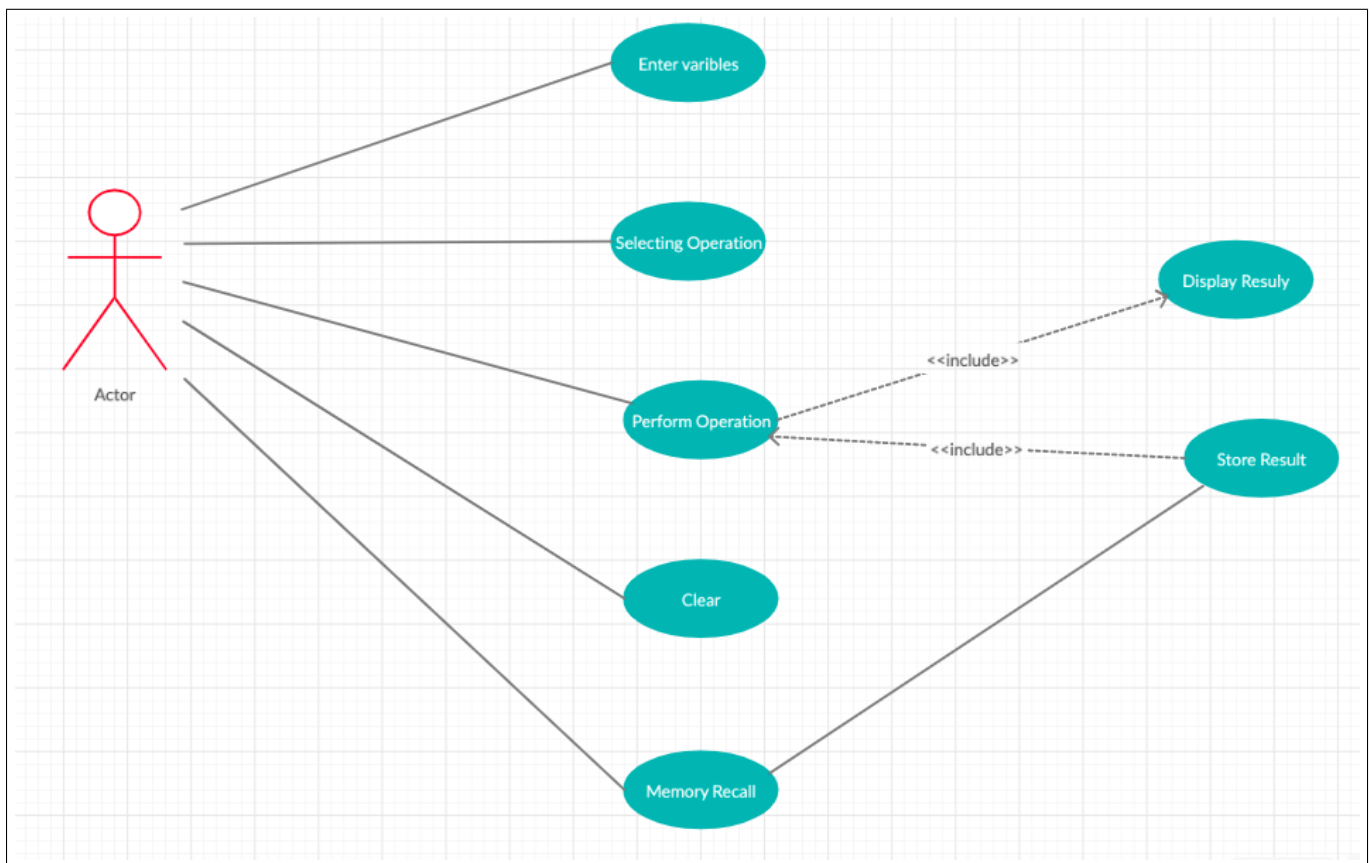 Enter varibles
Selecting Operation
Display Resuly
<<include>>
Actor
Perform Operation
<<include>>
Store Result
Clear
Memory Recall